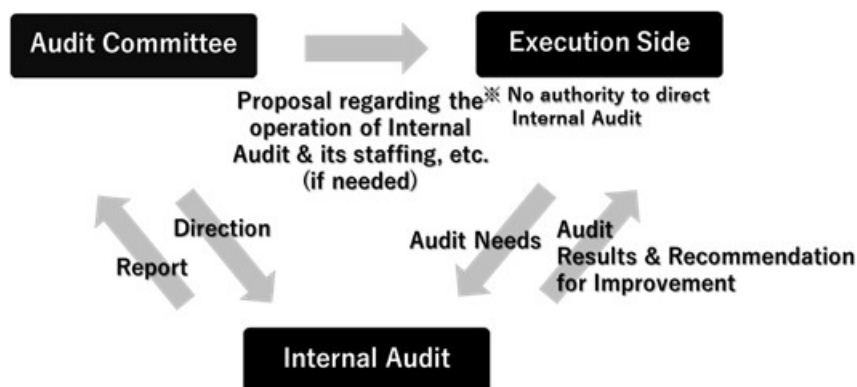 Audit Committee
Execution Side
Proposal regarding the
operation of Internal
Audit & its staffing, etc.
(if needed)
※ No authority to direct
Internal Audit
Direction
Report
Audit Needs
Audit
Results & Recommendation
for Improvement
Internal Audit